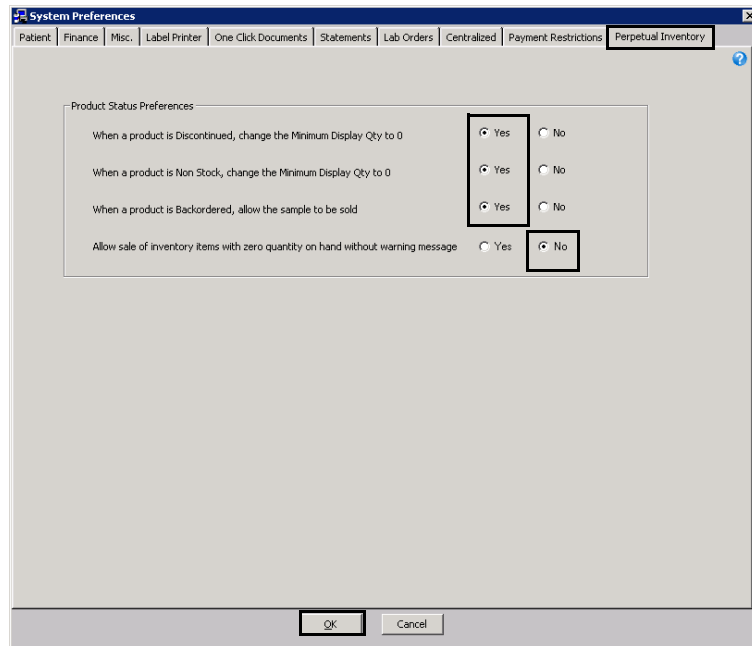 System Preferences
Patient Finance Misc. Label Printer One Click Documents Statements Lab Orders Centralized Payment Restrictions Perpetual Inventory
Product Status Preferences
When a product is Discontinued, change the Minimum Display Qty to 0 Yes No
When a product is Non Stock, change the Minimum Display Qty to 0 Yes No
When a product is Backordered, allow the sample to be sold Yes No
Allow sale of inventory items with zero quantity on hand without warning message Yes No
OK Cancel